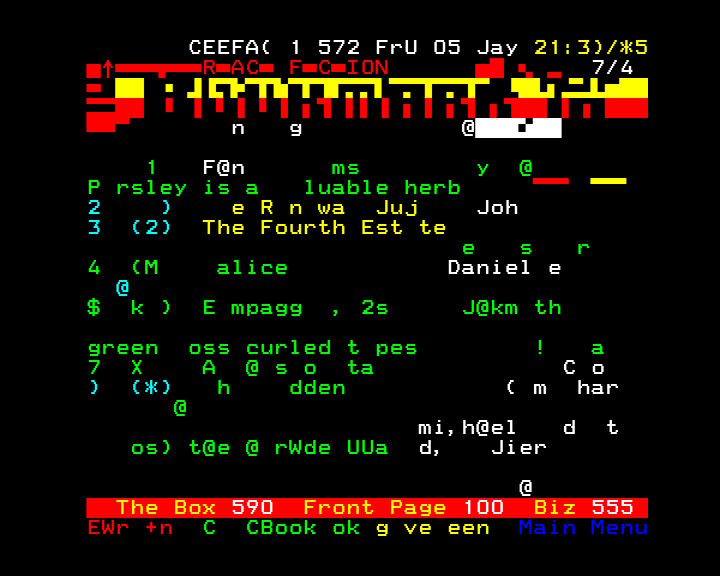 CEEFA( 1 572 FrU 05 Jay 21:3)/*5
R AC F C ION 7/4
n g @
1 F@n ms y @
P rsley is a luable herb
2 ) e R n wa Juj Joh
3 (2) The Fourth Est te
e s r
4 (M alice Daniel e
@
$ k ) E mpagg , 2s J@km th
green oss curled t pes ! a
7 X A @ s o ta C o
) (*) h dden ( m har
@
mi,h@el d t
os) t@e @ rWde UUa d, Jier
@
The Box 590 Front Page 100 Biz 555
EWr +n C CBook ok g ve een Main Menu